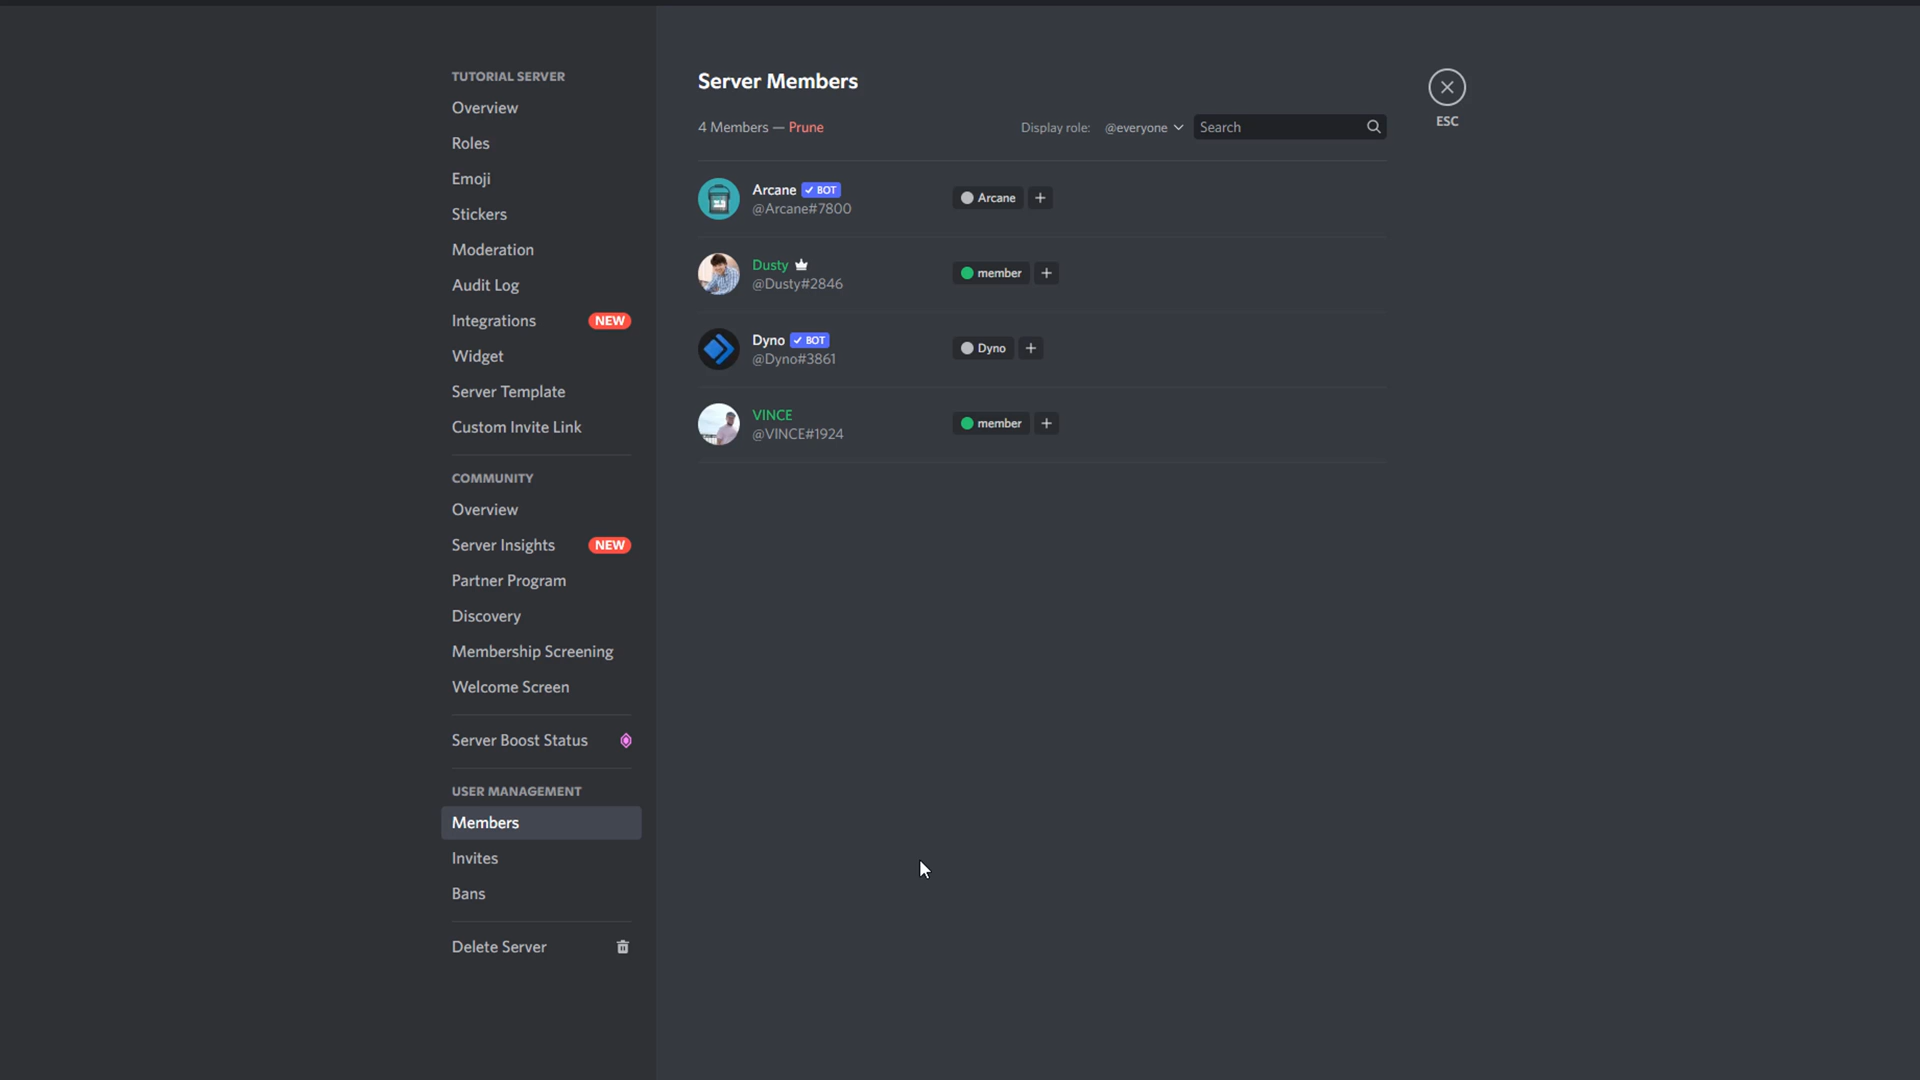 TUTORIAL SERVER
Overview
Roles
Emoji
Stickers
Moderation
Audit Log
Integrations NEW
Widget
Server Template
Custom Invite Link
COMMUNITY
Overview
Server Insights NEW
Partner Program
Discovery
Membership Screening
Welcome Screen
Server Boost Status
USER MANAGEMENT
Members
Invites
Bans
Delete Server
Server Members
4 Members — Prune
Display role: @everyone
Search
ESC
Arcane BOT
@Arcane#7800
Arcane +
Dusty
@Dusty#2846
member +
Dyno BOT
@Dyno#3861
Dyno +
VINCE
@VINCE#1924
member +